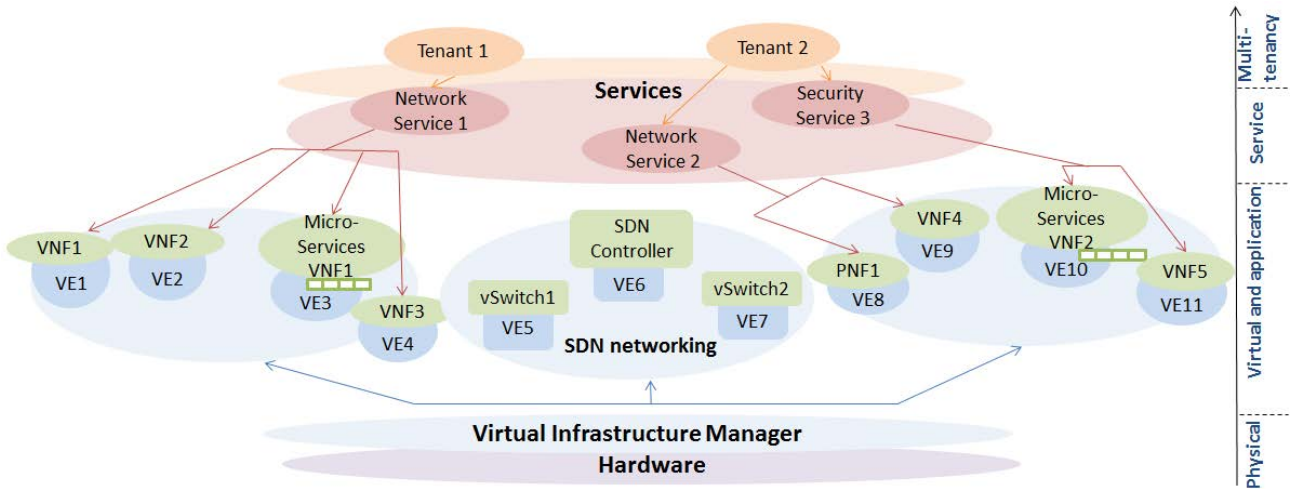 Tenant 1
Tenant 2
Services
Network
Service 1
Security
Service 3
Network
Service 2
VNF1
VE1
VNF2
VE2
Micro-
Services
VNF1
VE3
VNF3
VE4
SDN
Controller
VE6
vSwitch1
VE5
vSwitch2
VE7
SDN networking
PNF1
VE8
VNF4
VE9
Micro-
Services
VNF2
VE10
VNF5
VE11
Virtual Infrastructure Manager
Hardware
Multi-
tenancy
Service
Virtual and application
Physical